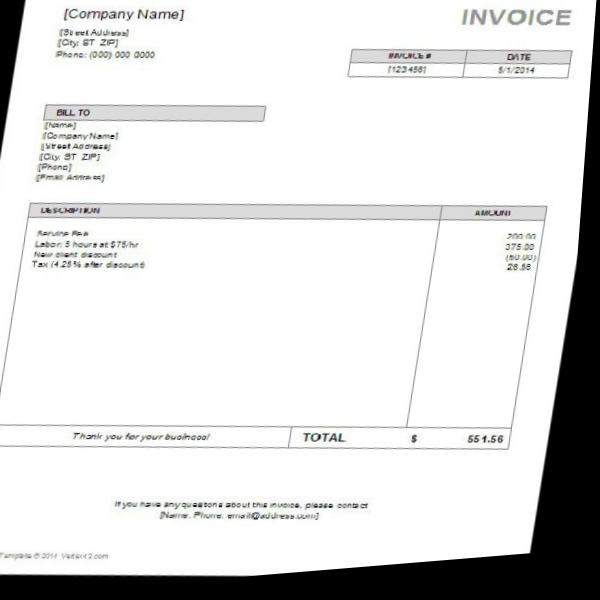 [Company Name]
INVOICE
[Street Address]
[City, ST ZIP]
Phone: (000) 000 0000
INVOICE # DATE
[123456] 5/1/2014
BILL TO
[Name]
[Company Name]
[Street Address]
[City, ST ZIP]
[Phone]
[Email Address]
DESCRIPTION AMOUNT
Service Fee 200.00
Labor: 5 hours at $75/hr 375.00
New client discount (50.00)
Tax (4.25% after discount) 26.56
Thank you for your business! TOTAL $ 551.56
If you have any questions about this invoice, please contact
[Name, Phone, email@address.com]
Template © 2014 Vertex42.com